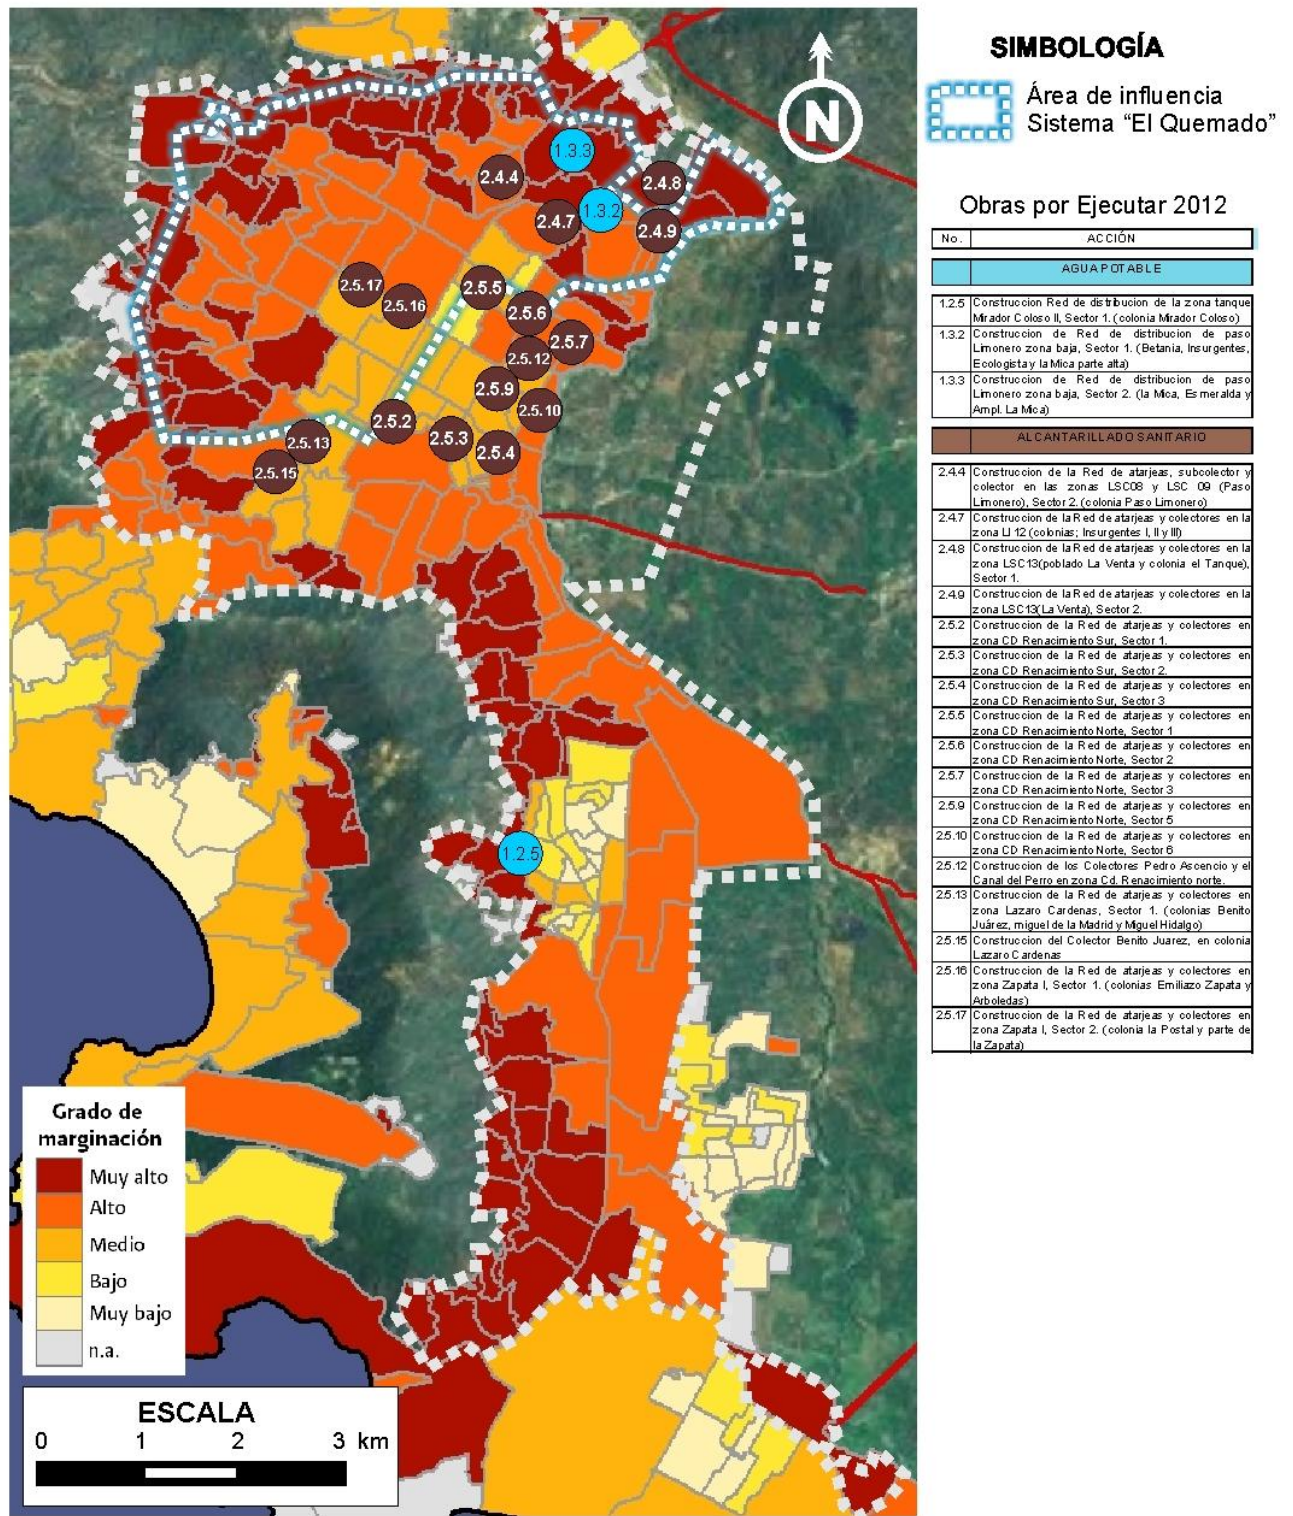 SIMBOLOGÍA
Área de influencia
Sistema “El Quemado”
Obras por Ejecutar 2012
No. ACCIÓN
AGUA POTABLE
1.2.5 Construccion Red de distribucion de la zona tanque
Mirador Coloso II, Sector 1. (colonia Mirador Coloso)
1.3.2 Construccion de Red de distribucion de paso
Limonero zona baja, Sector 1. (Betania, Insurgentes,
Ecologista y la Mica parte alta)
1.3.3 Construccion de Red de distribucion de paso
Limonero zona baja, Sector 2. (la Mica, Esmeralda y
Ampl. La Mica)
ALCANTARILLADO SANITARIO
2.4.4 Construccion de la Red de atarjeas, subcolector y
colector en las zonas LSC08 y LSC 09 (Paso
Limonero), Sector 2. (colonia Paso Limonero)
2.4.7 Construccion de la Red de atarjeas y colectores en la
zona LI 12 (colonias; Insurgentes I, II y III)
2.4.8 Construccion de la Red de atarjeas y colectores en la
zona LSC13(poblado La Venta y colonia el Tanque),
Sector 1.
2.4.9 Construccion de la Red de atarjeas y colectores en la
zona LSC13(La Venta), Sector 2.
2.5.2 Construccion de la Red de atarjeas y colectores en
zona CD Renacimiento Sur, Sector 1.
2.5.3 Construccion de la Red de atarjeas y colectores en
zona CD Renacimiento Sur, Sector 2.
2.5.4 Construccion de la Red de atarjeas y colectores en
zona CD Renacimiento Sur, Sector 3
2.5.5 Construccion de la Red de atarjeas y colectores en
zona CD Renacimiento Norte, Sector 1
2.5.6 Construccion de la Red de atarjeas y colectores en
zona CD Renacimiento Norte, Sector 2
2.5.7 Construccion de la Red de atarjeas y colectores en
zona CD Renacimiento Norte, Sector 3
2.5.9 Construccion de la Red de atarjeas y colectores en
zona CD Renacimiento Norte, Sector 5
2.5.10 Construccion de la Red de atarjeas y colectores en
zona CD Renacimiento Norte, Sector 6
2.5.12 Construccion de los Colectores Pedro Ascencio y el
Canal del Perro en zona Cd. Renacimiento norte.
2.5.13 Construccion de la Red de atarjeas y colectores en
zona Lazaro Cardenas, Sector 1. (colonias Benito
Juárez, miguel de la Madrid y Miguel Hidalgo)
2.5.15 Construccion del Colector Benito Juarez, en colonia
Lazaro Cardenas
2.5.16 Construccion de la Red de atarjeas y colectores en
zona Zapata I, Sector 1. (colonias Emiliazo Zapata y
Arboledas)
2.5.17 Construccion de la Red de atarjeas y colectores en
zona Zapata I, Sector 2. (colonia la Postal y parte de
la Zapata)
N
1.3.3
2.4.4
2.4.8
1.3.2
2.4.7
2.4.9
2.5.17
2.5.5
2.5.16
2.5.6
2.5.7
2.5.12
2.5.9
2.5.10
2.5.2
2.5.3
2.5.13
2.5.4
2.5.15
1.2.5
Grado de
marginación
Muy alto
Alto
Medio
Bajo
Muy bajo
n.a.
ESCALA
0 1 2 3 km